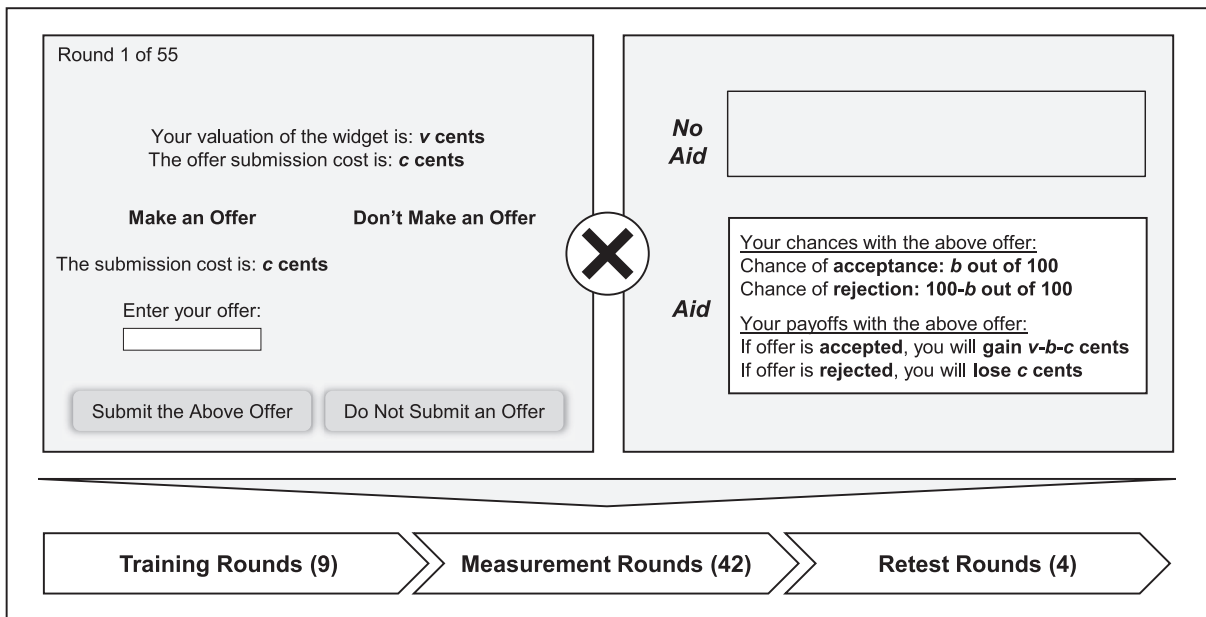 Round 1 of 55
Your valuation of the widget is: v cents
The offer submission cost is: c cents
Make an Offer
Don't Make an Offer
The submission cost is: c cents
Enter your offer:
Submit the Above Offer
Do Not Submit an Offer
No
Aid
Aid
Your chances with the above offer:
Chance of acceptance: b out of 100
Chance of rejection: 100-b out of 100
Your payoffs with the above offer:
If offer is accepted, you will gain v-b-c cents
If offer is rejected, you will lose c cents
Training Rounds (9)
Measurement Rounds (42)
Retest Rounds (4)